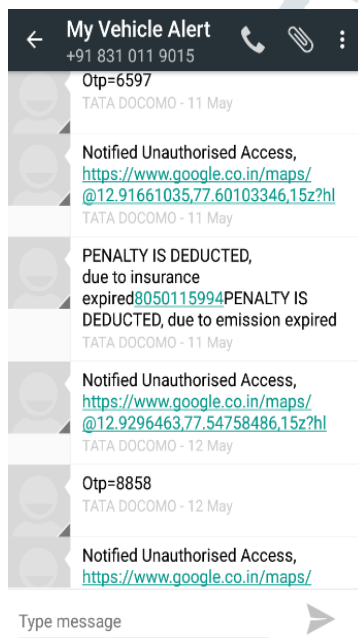 My Vehicle Alert
+91 831 011 9015
Otp=6597
TATA DOCOMO - 11 May
Notified Unauthorised Access,
https://www.google.co.in/maps/
@12.91661035,77.60103346,15z?hl
TATA DOCOMO - 11 May
PENALTY IS DEDUCTED,
due to insurance
expired8050115994PENALTY IS
DEDUCTED, due to emission expired
TATA DOCOMO - 11 May
Notified Unauthorised Access,
https://www.google.co.in/maps/
@12.9296463,77.54758486,15z?hl
TATA DOCOMO - 12 May
Otp=8858
TATA DOCOMO - 12 May
Notified Unauthorised Access,
https://www.google.co.in/maps/
Type message